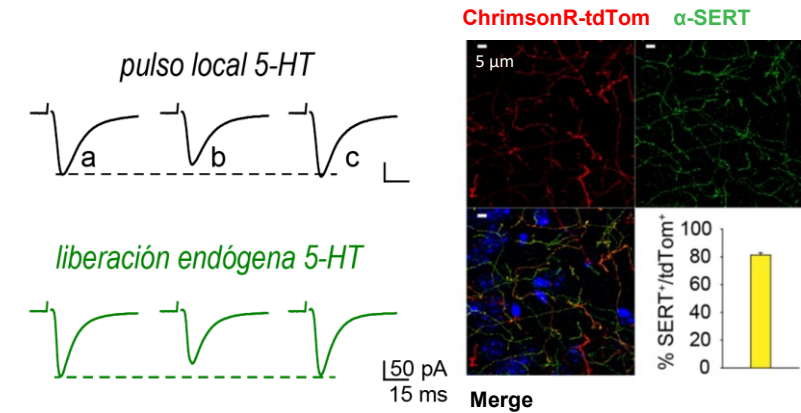 ChrimsonR-tdTom α-SERT
pulso local 5-HT
a
b
c
5 µm
liberación endógena 5-HT
50 pA
15 ms
% SERT⁺/tdTom⁺
100
80
60
40
20
0
Merge